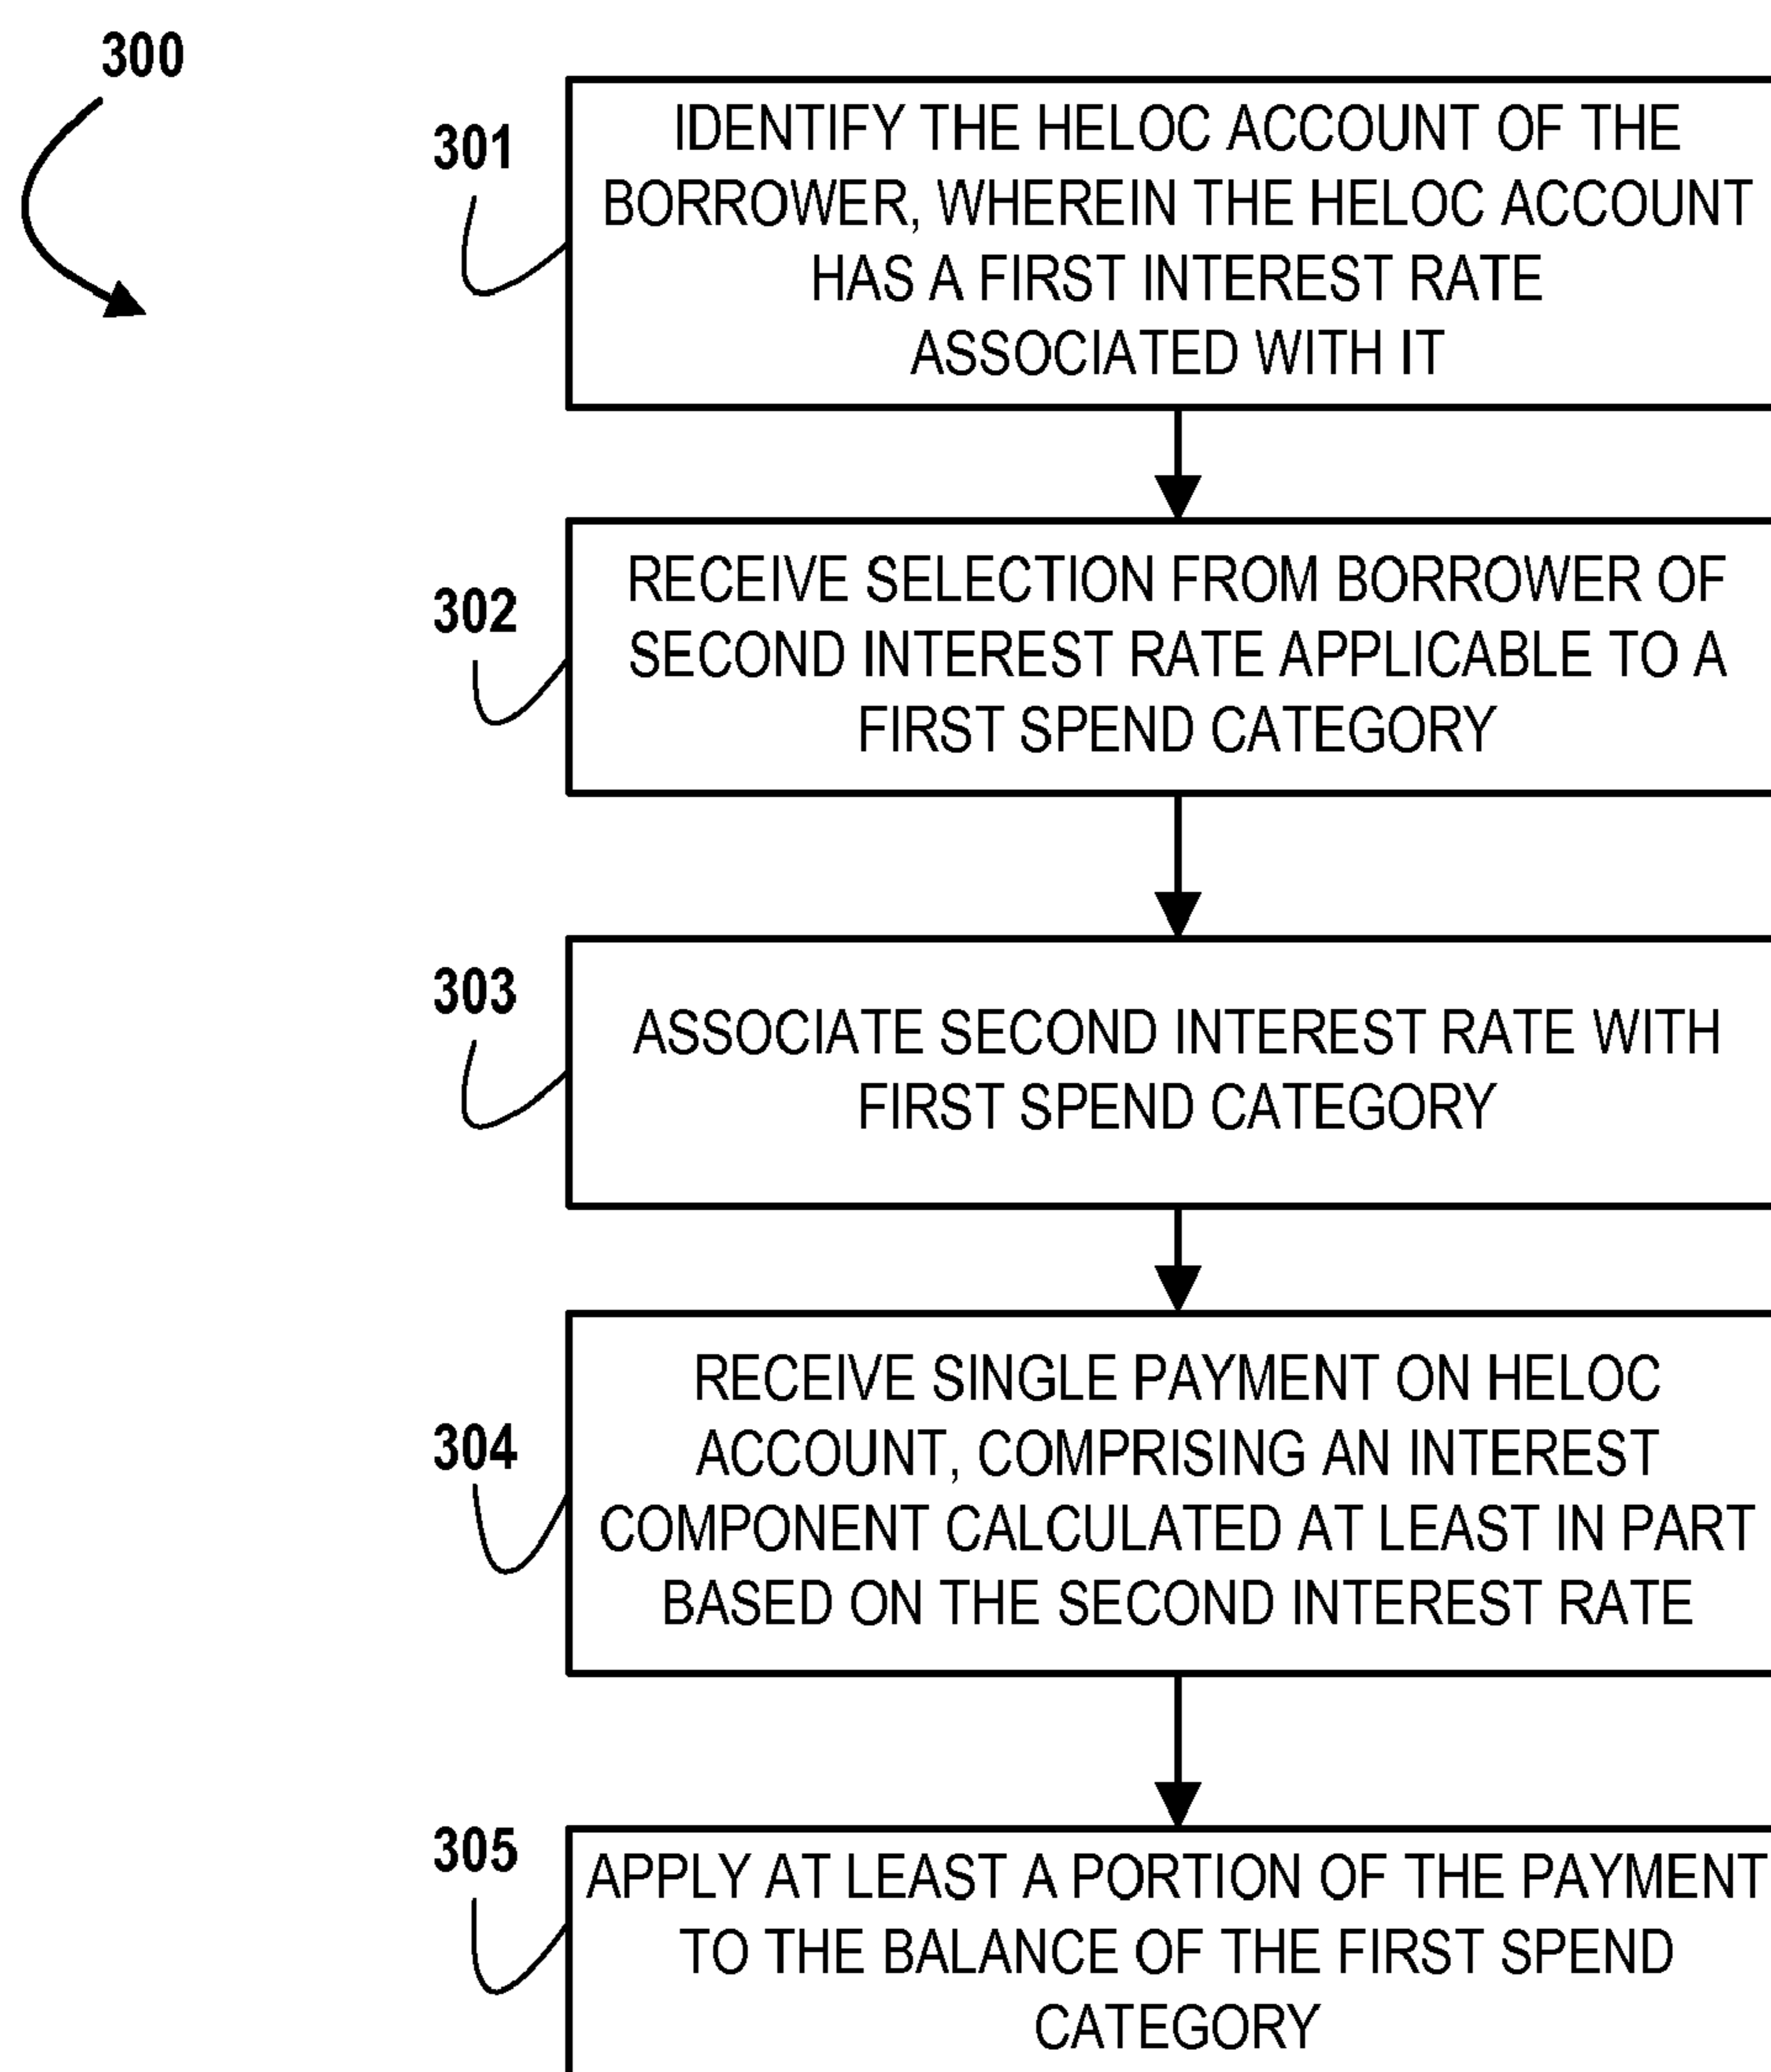 300
301
IDENTIFY THE HELOC ACCOUNT OF THE
BORROWER, WHEREIN THE HELOC ACCOUNT
HAS A FIRST INTEREST RATE
ASSOCIATED WITH IT
302
RECEIVE SELECTION FROM BORROWER OF
SECOND INTEREST RATE APPLICABLE TO A
FIRST SPEND CATEGORY
303
ASSOCIATE SECOND INTEREST RATE WITH
FIRST SPEND CATEGORY
304
RECEIVE SINGLE PAYMENT ON HELOC
ACCOUNT, COMPRISING AN INTEREST
COMPONENT CALCULATED AT LEAST IN PART
BASED ON THE SECOND INTEREST RATE
305
APPLY AT LEAST A PORTION OF THE PAYMENT
TO THE BALANCE OF THE FIRST SPEND
CATEGORY